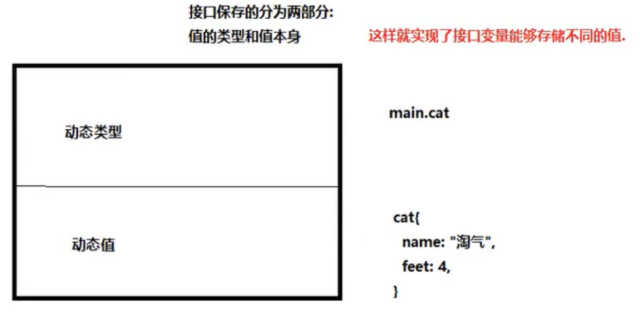 接口保存的分为两部分:
值的类型和值本身
这样就实现了接口变量能够存储不同的值.
动态类型
main.cat
动态值
cat{
name: "淘气",
feet: 4,
}